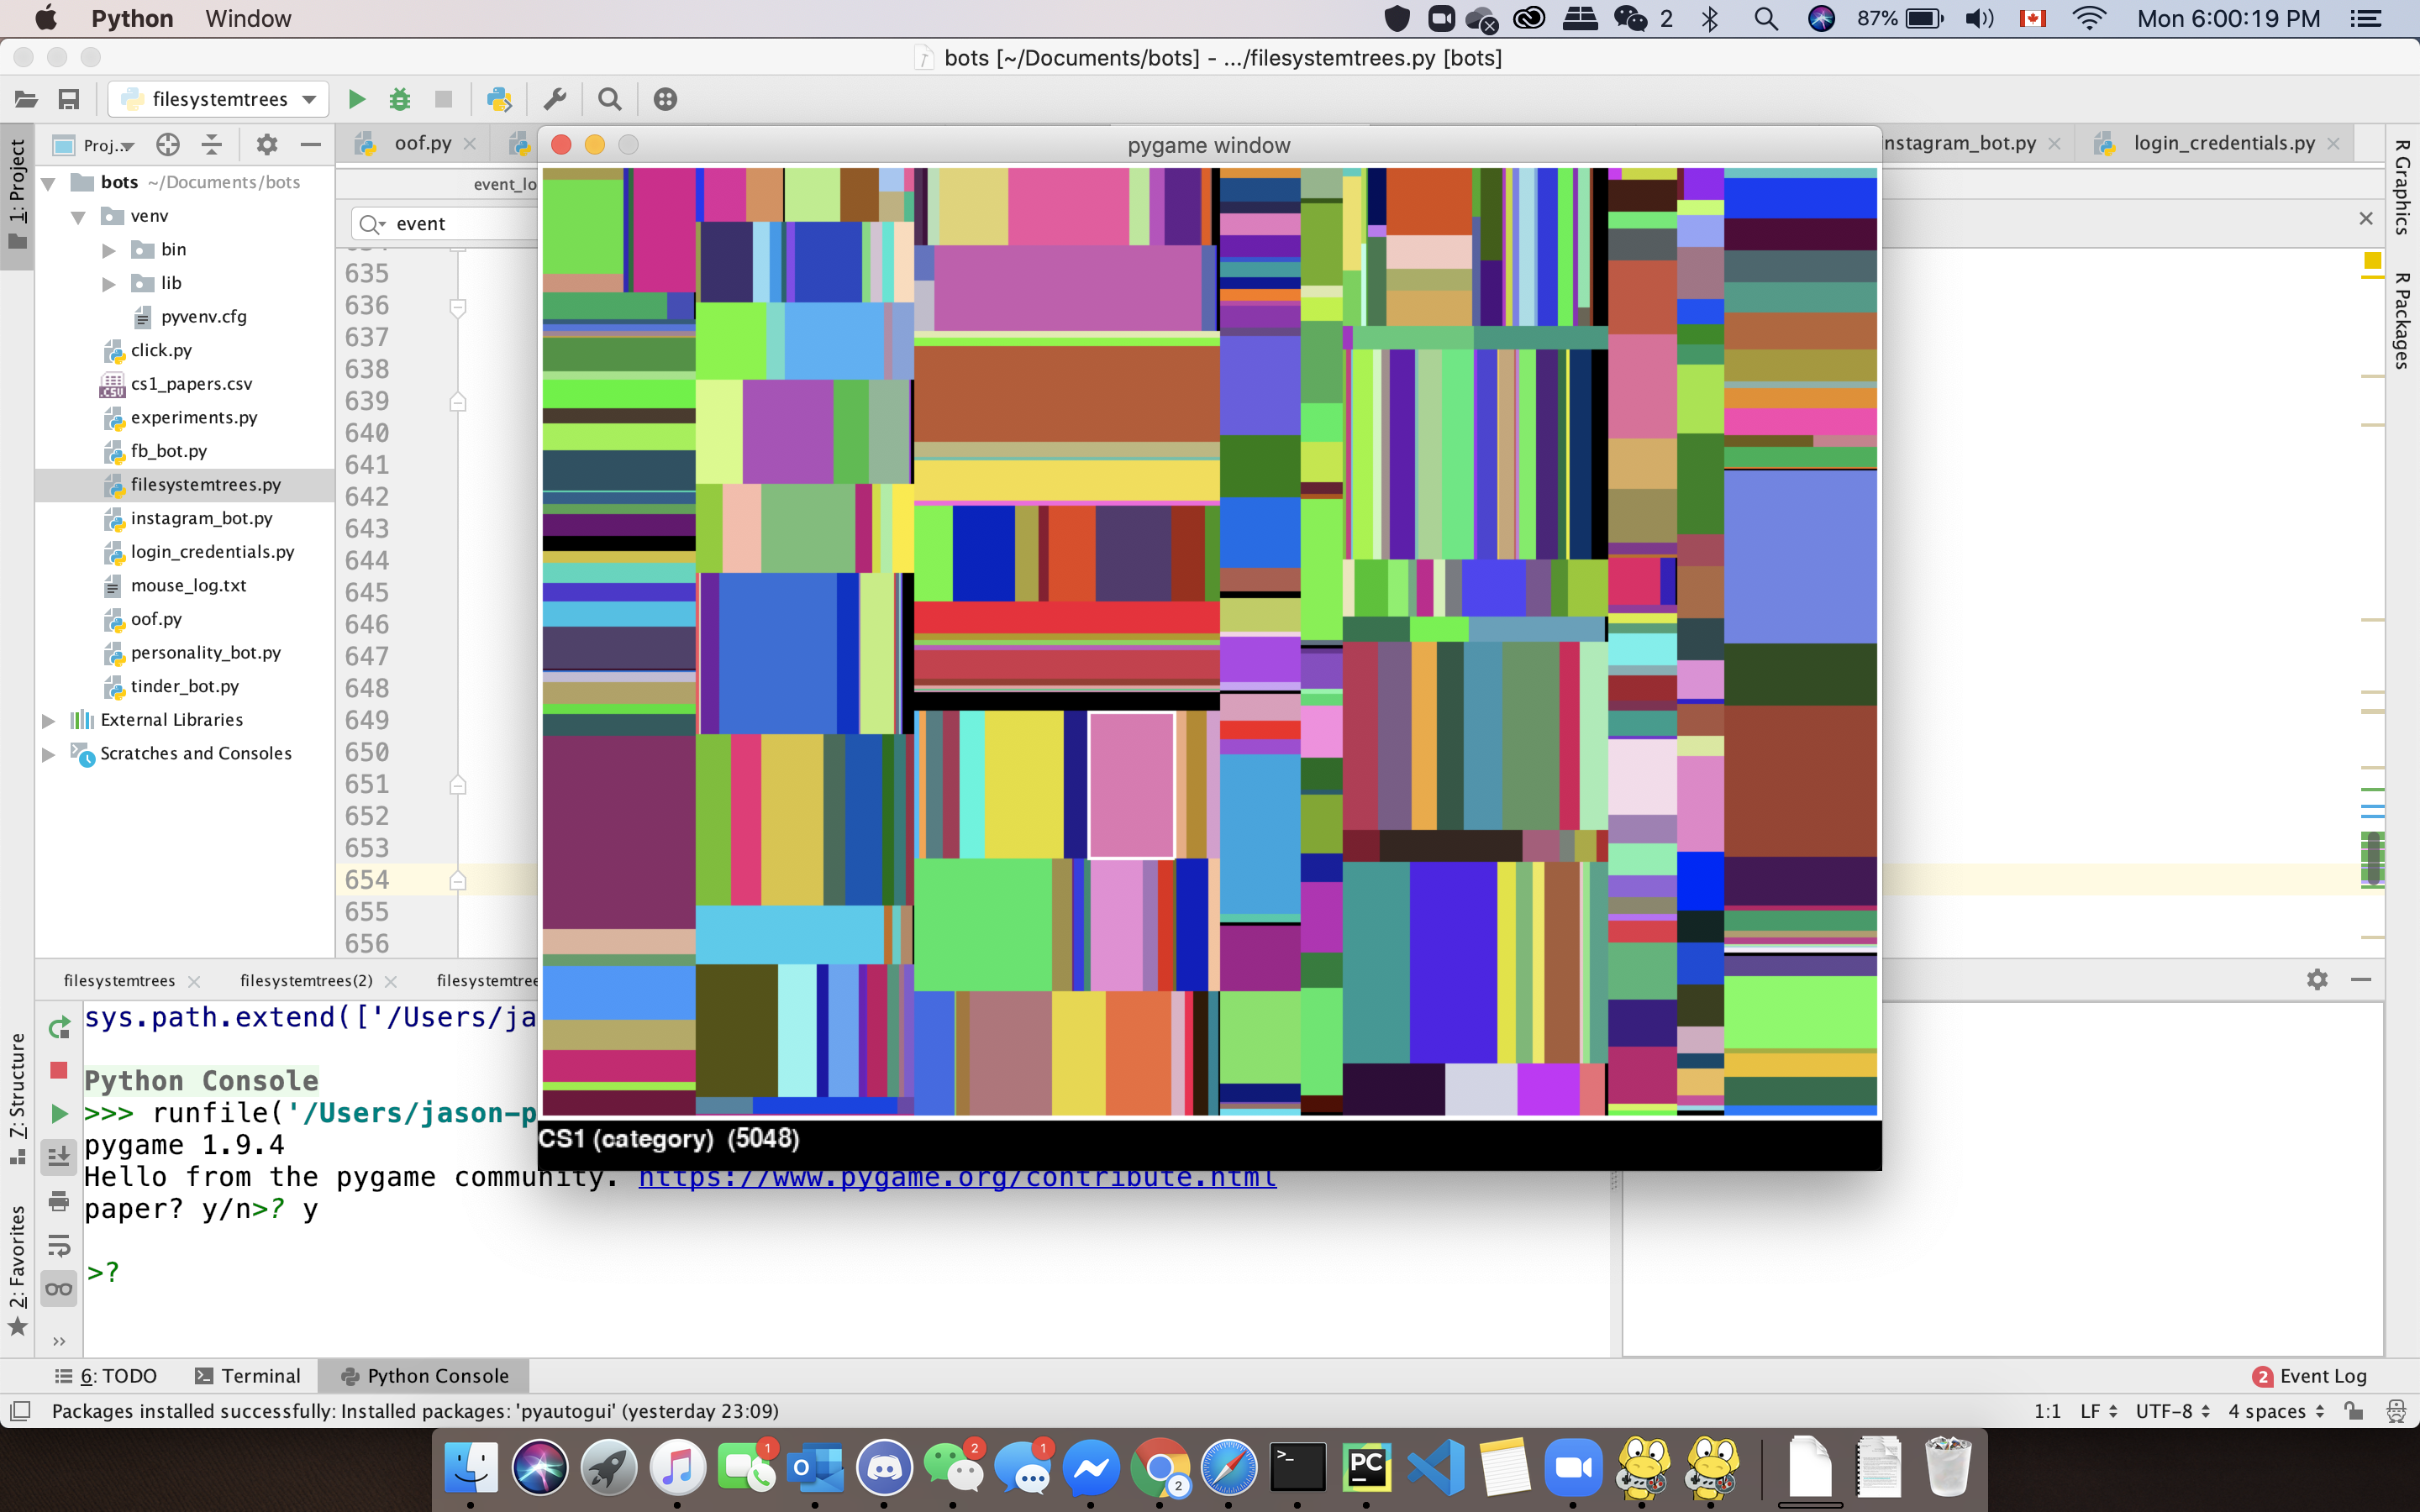 Python Window
87% Mon 6:00:19 PM
2
bots [~/Documents/bots] - .../filesystemtrees.py [bots]
filesystemtrees
1: Project
Proj..
oof.py
pygame window
nstagram_bot.py
login_credentials.py
R Graphics
R Packages
bots ~/Documents/bots
event_lo
venv
event
bin
lib
pyvenv.cfg
click.py
cs1_papers.csv
experiments.py
fb_bot.py
filesystemtrees.py
instagram_bot.py
login_credentials.py
mouse_log.txt
oof.py
personality_bot.py
tinder_bot.py
External Libraries
Scratches and Consoles
635
636
637
638
639
640
641
642
643
644
645
646
647
648
649
650
651
652
653
654
655
656
filesystemtrees
filesystemtrees(2)
filesystemtree
sys.path.extend(['/Users/ja
Python Console
>>> runfile('/Users/jason-p
pygame 1.9.4
Hello from the pygame community. https://www.pygame.org/contribute.html
paper? y/n>? y
>?
CS1 (category) (5048)
7: Structure
2: Favorites
6: TODO
Terminal
Python Console
2 Event Log
Packages installed successfully: Installed packages: 'pyautogui' (yesterday 23:09)
1:1 LF UTF-8 4 spaces
1
2
1
2
PC